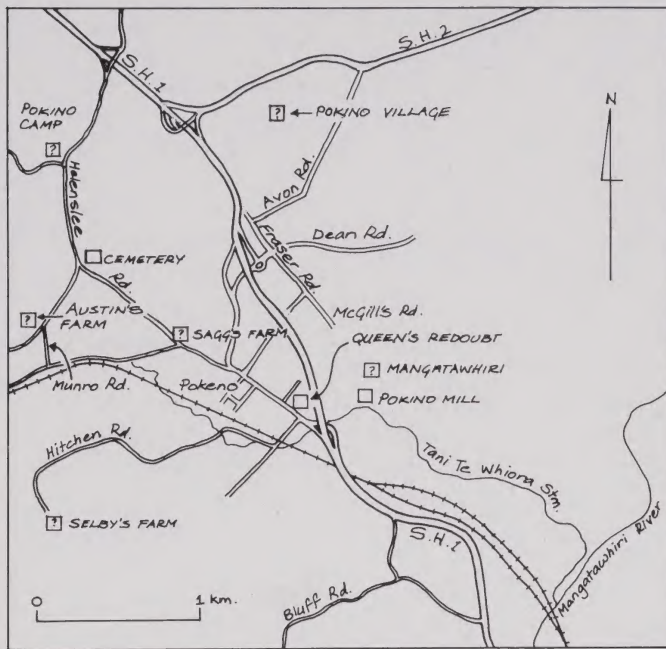 S.H.1
S.H.2
POKINO
CAMP
?
? ← POKINO VILLAGE
N
Helenslee
Rd.
Avon Rd.
Fraser Rd.
Dean Rd.
CEMETERY
McGill's Rd.
? AUSTIN'S
FARM
? SAGG'S FARM
QUEEN'S REDOUBT
? MANGATAWHIRI
POKINO MILL
Munro Rd.
Pokeno
Hitchen Rd.
Tani Te Whiora Stm.
? SELBY'S FARM
S.H.1
Mangatawhiri River
0 1 km.
Bluff Rd.